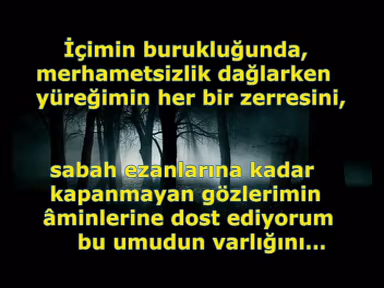 İçimin burukluğunda,
merhametsizlik dağlarken
yüreğimin her bir zerresini,
sabah ezanlarına kadar
kapanmayan gözlerimin
âminlerine dost ediyorum
bu umudun varlığını...